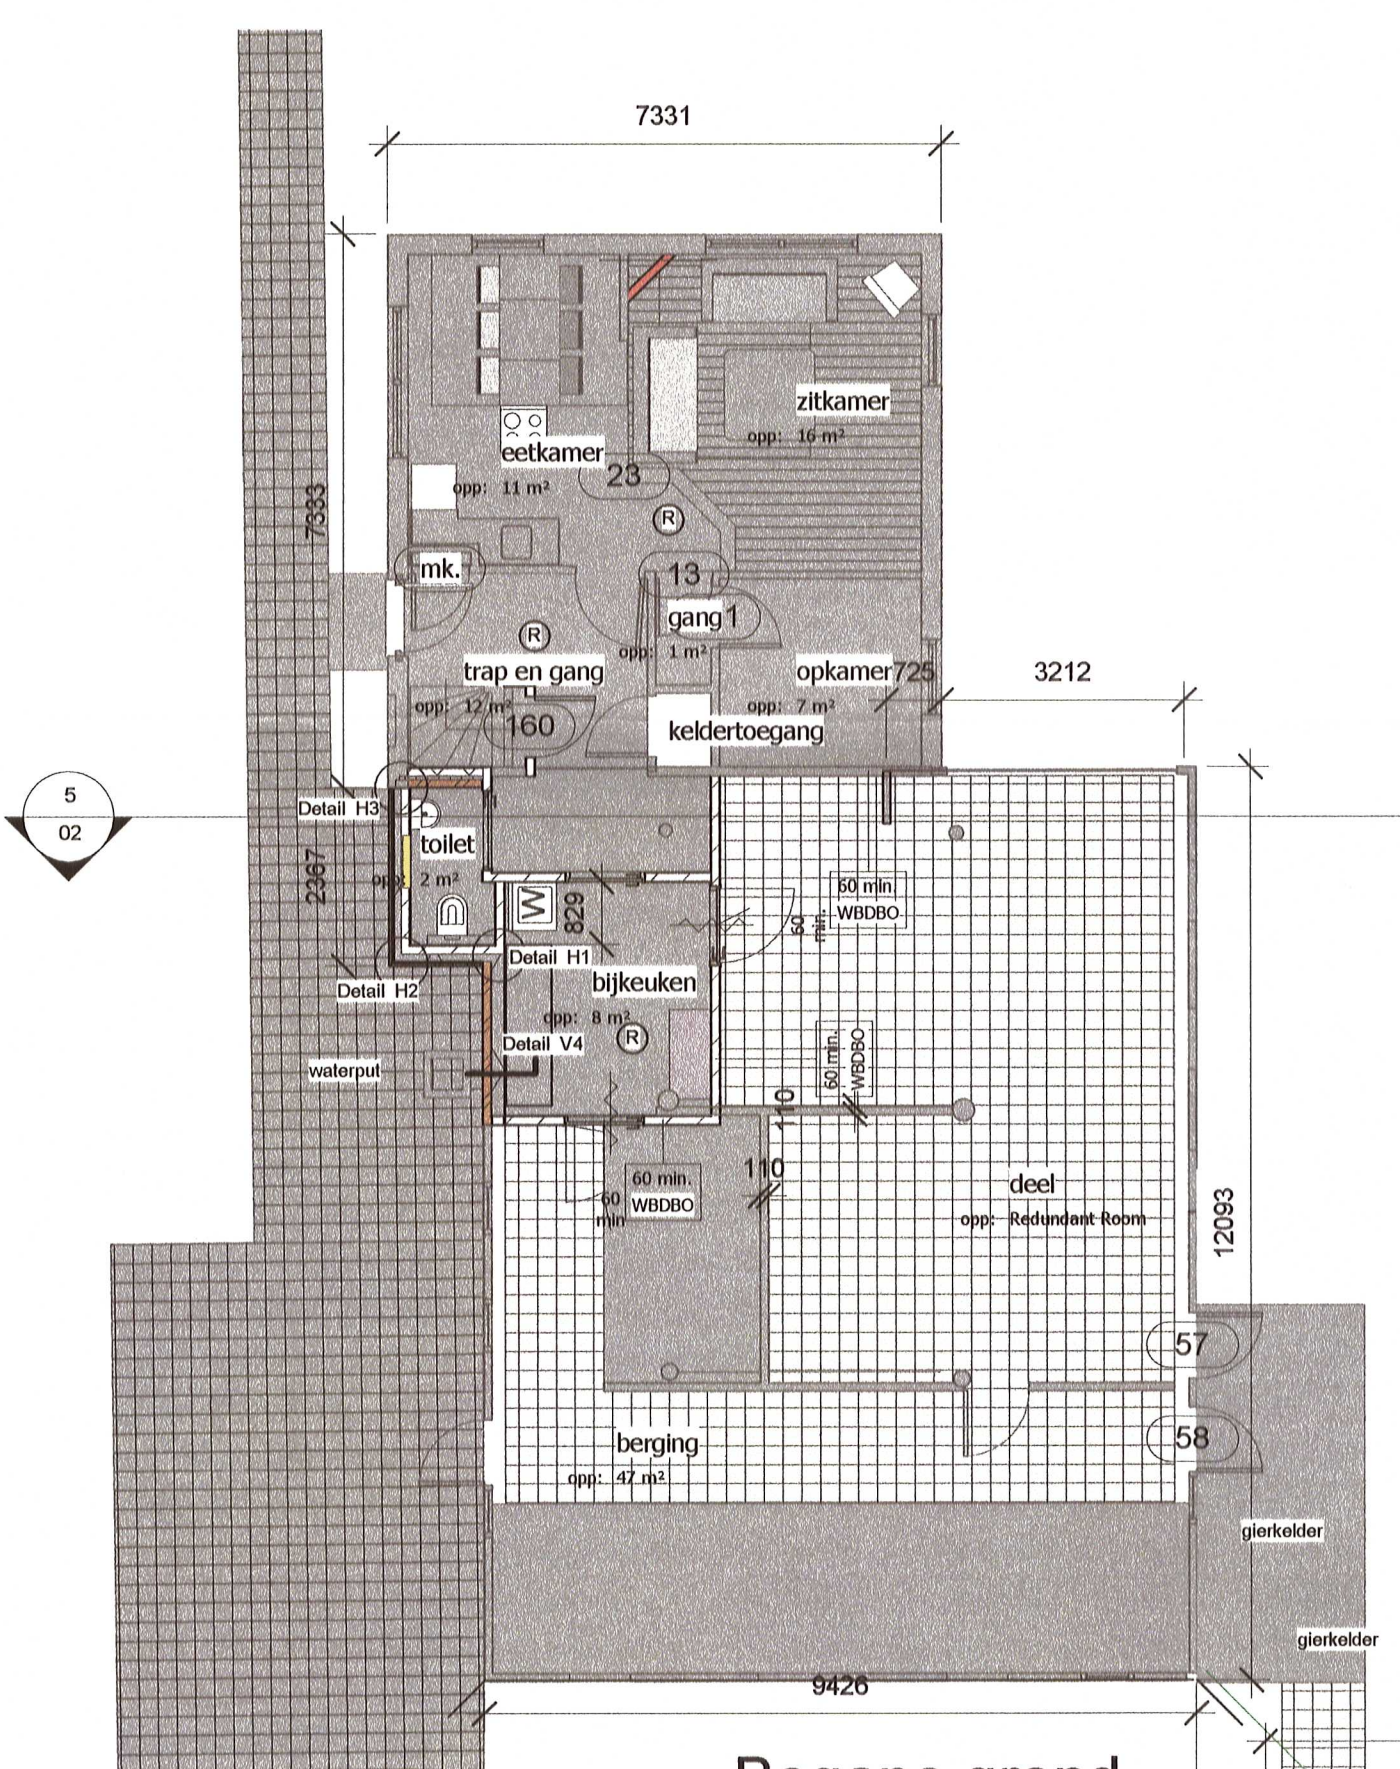 7331
zitkamer
opp: 16 m²
eetkamer
23
opp: 11 m²
7333
R
mk.
13
gang 1
R
opp: 1 m²
trap en gang
opkamer 725
3212
opp: 12 m²
opp: 7 m²
160
keldertoegang
5
02
Detail H3
toilet
opp: 2 m²
2367
W
829
60 min.
WBDBO
60
min.
Detail H1
bijkeuken
Detail H2
opp: 8 m²
R
Detail V4
60 min.
WBDBO
waterput
110
110
60 min.
WBDBO
60
min
deel
opp: Redundant Room
12093
57
58
berging
opp: 47 m²
gierkelder
gierkelder
9426
Begane grond